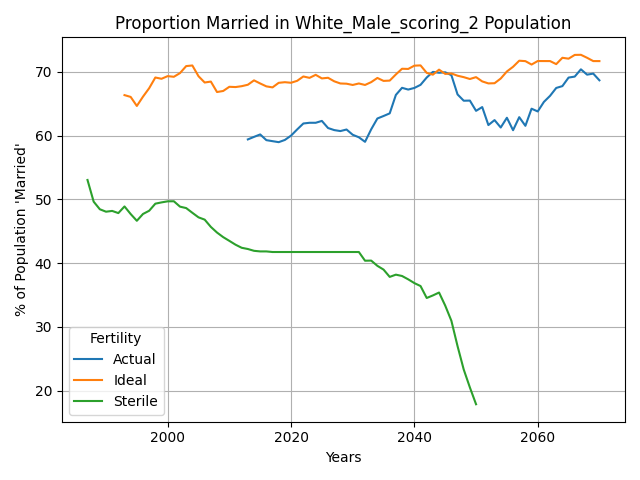 Proportion Married in White_Male_scoring_2 Population
% of Population 'Married'
70
60
50
40
30
20
Fertility
Actual
Ideal
Sterile
2000 2020 2040 2060
Years